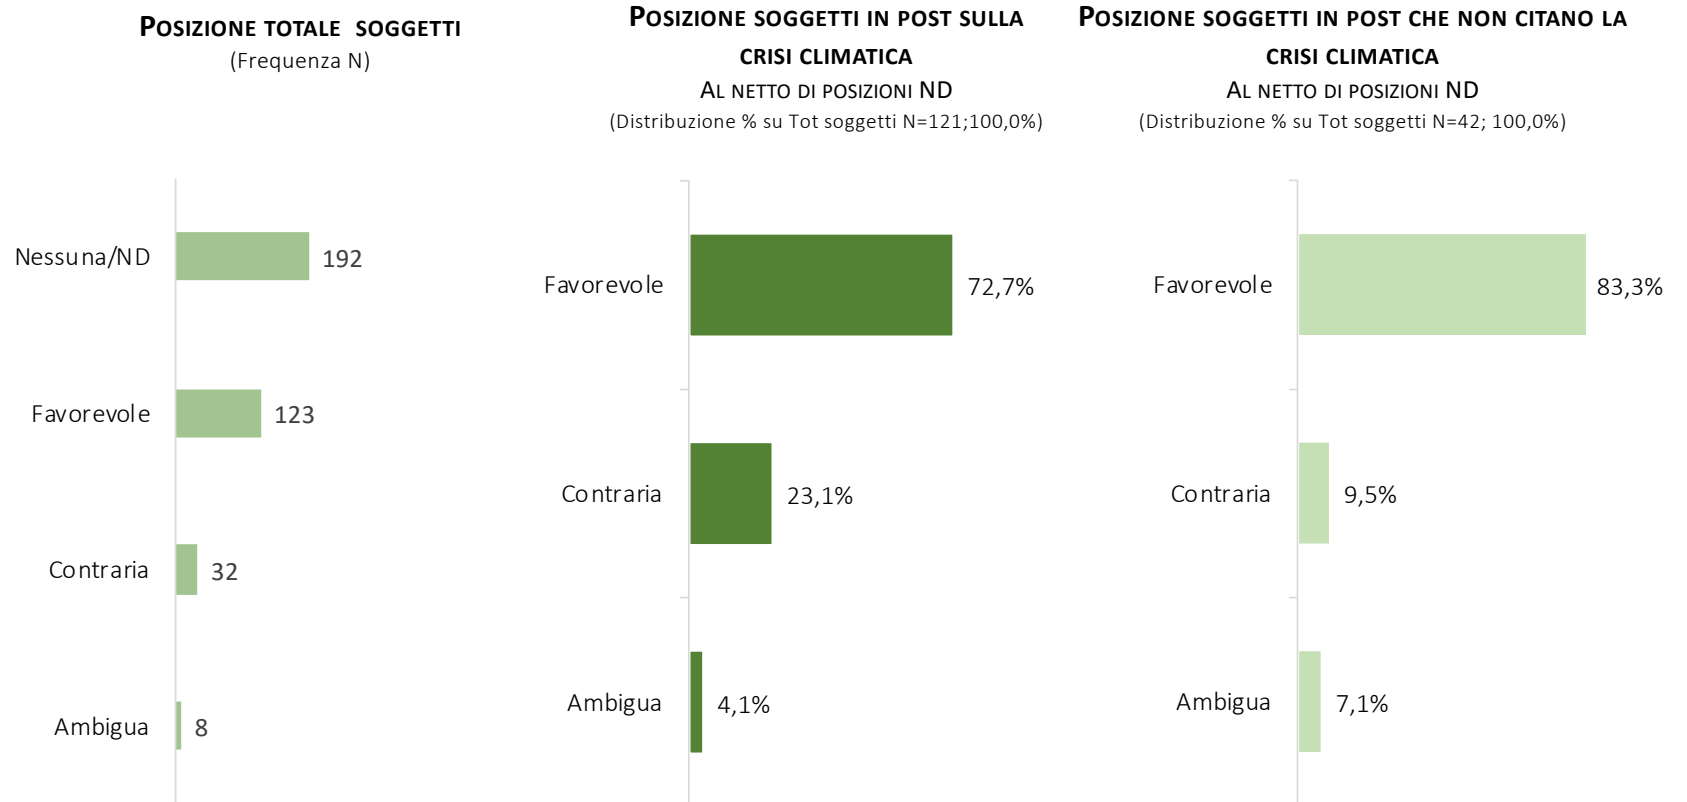 POSIZIONE TOTALE SOGGETTI
(Frequenza N)
Nessuna/ND
192
Favorevole
123
Contraria
32
Ambigua
8
POSIZIONE SOGGETTI IN POST SULLA
CRISI CLIMATICA
AL NETTO DI POSIZIONI ND
(Distribuzione % su Tot soggetti N=121;100,0%)
Favorevole
72,7%
Contraria
23,1%
Ambigua
4,1%
POSIZIONE SOGGETTI IN POST CHE NON CITANO LA
CRISI CLIMATICA
AL NETTO DI POSIZIONI ND
(Distribuzione % su Tot soggetti N=42; 100,0%)
Favorevole
83,3%
Contraria
9,5%
Ambigua
7,1%